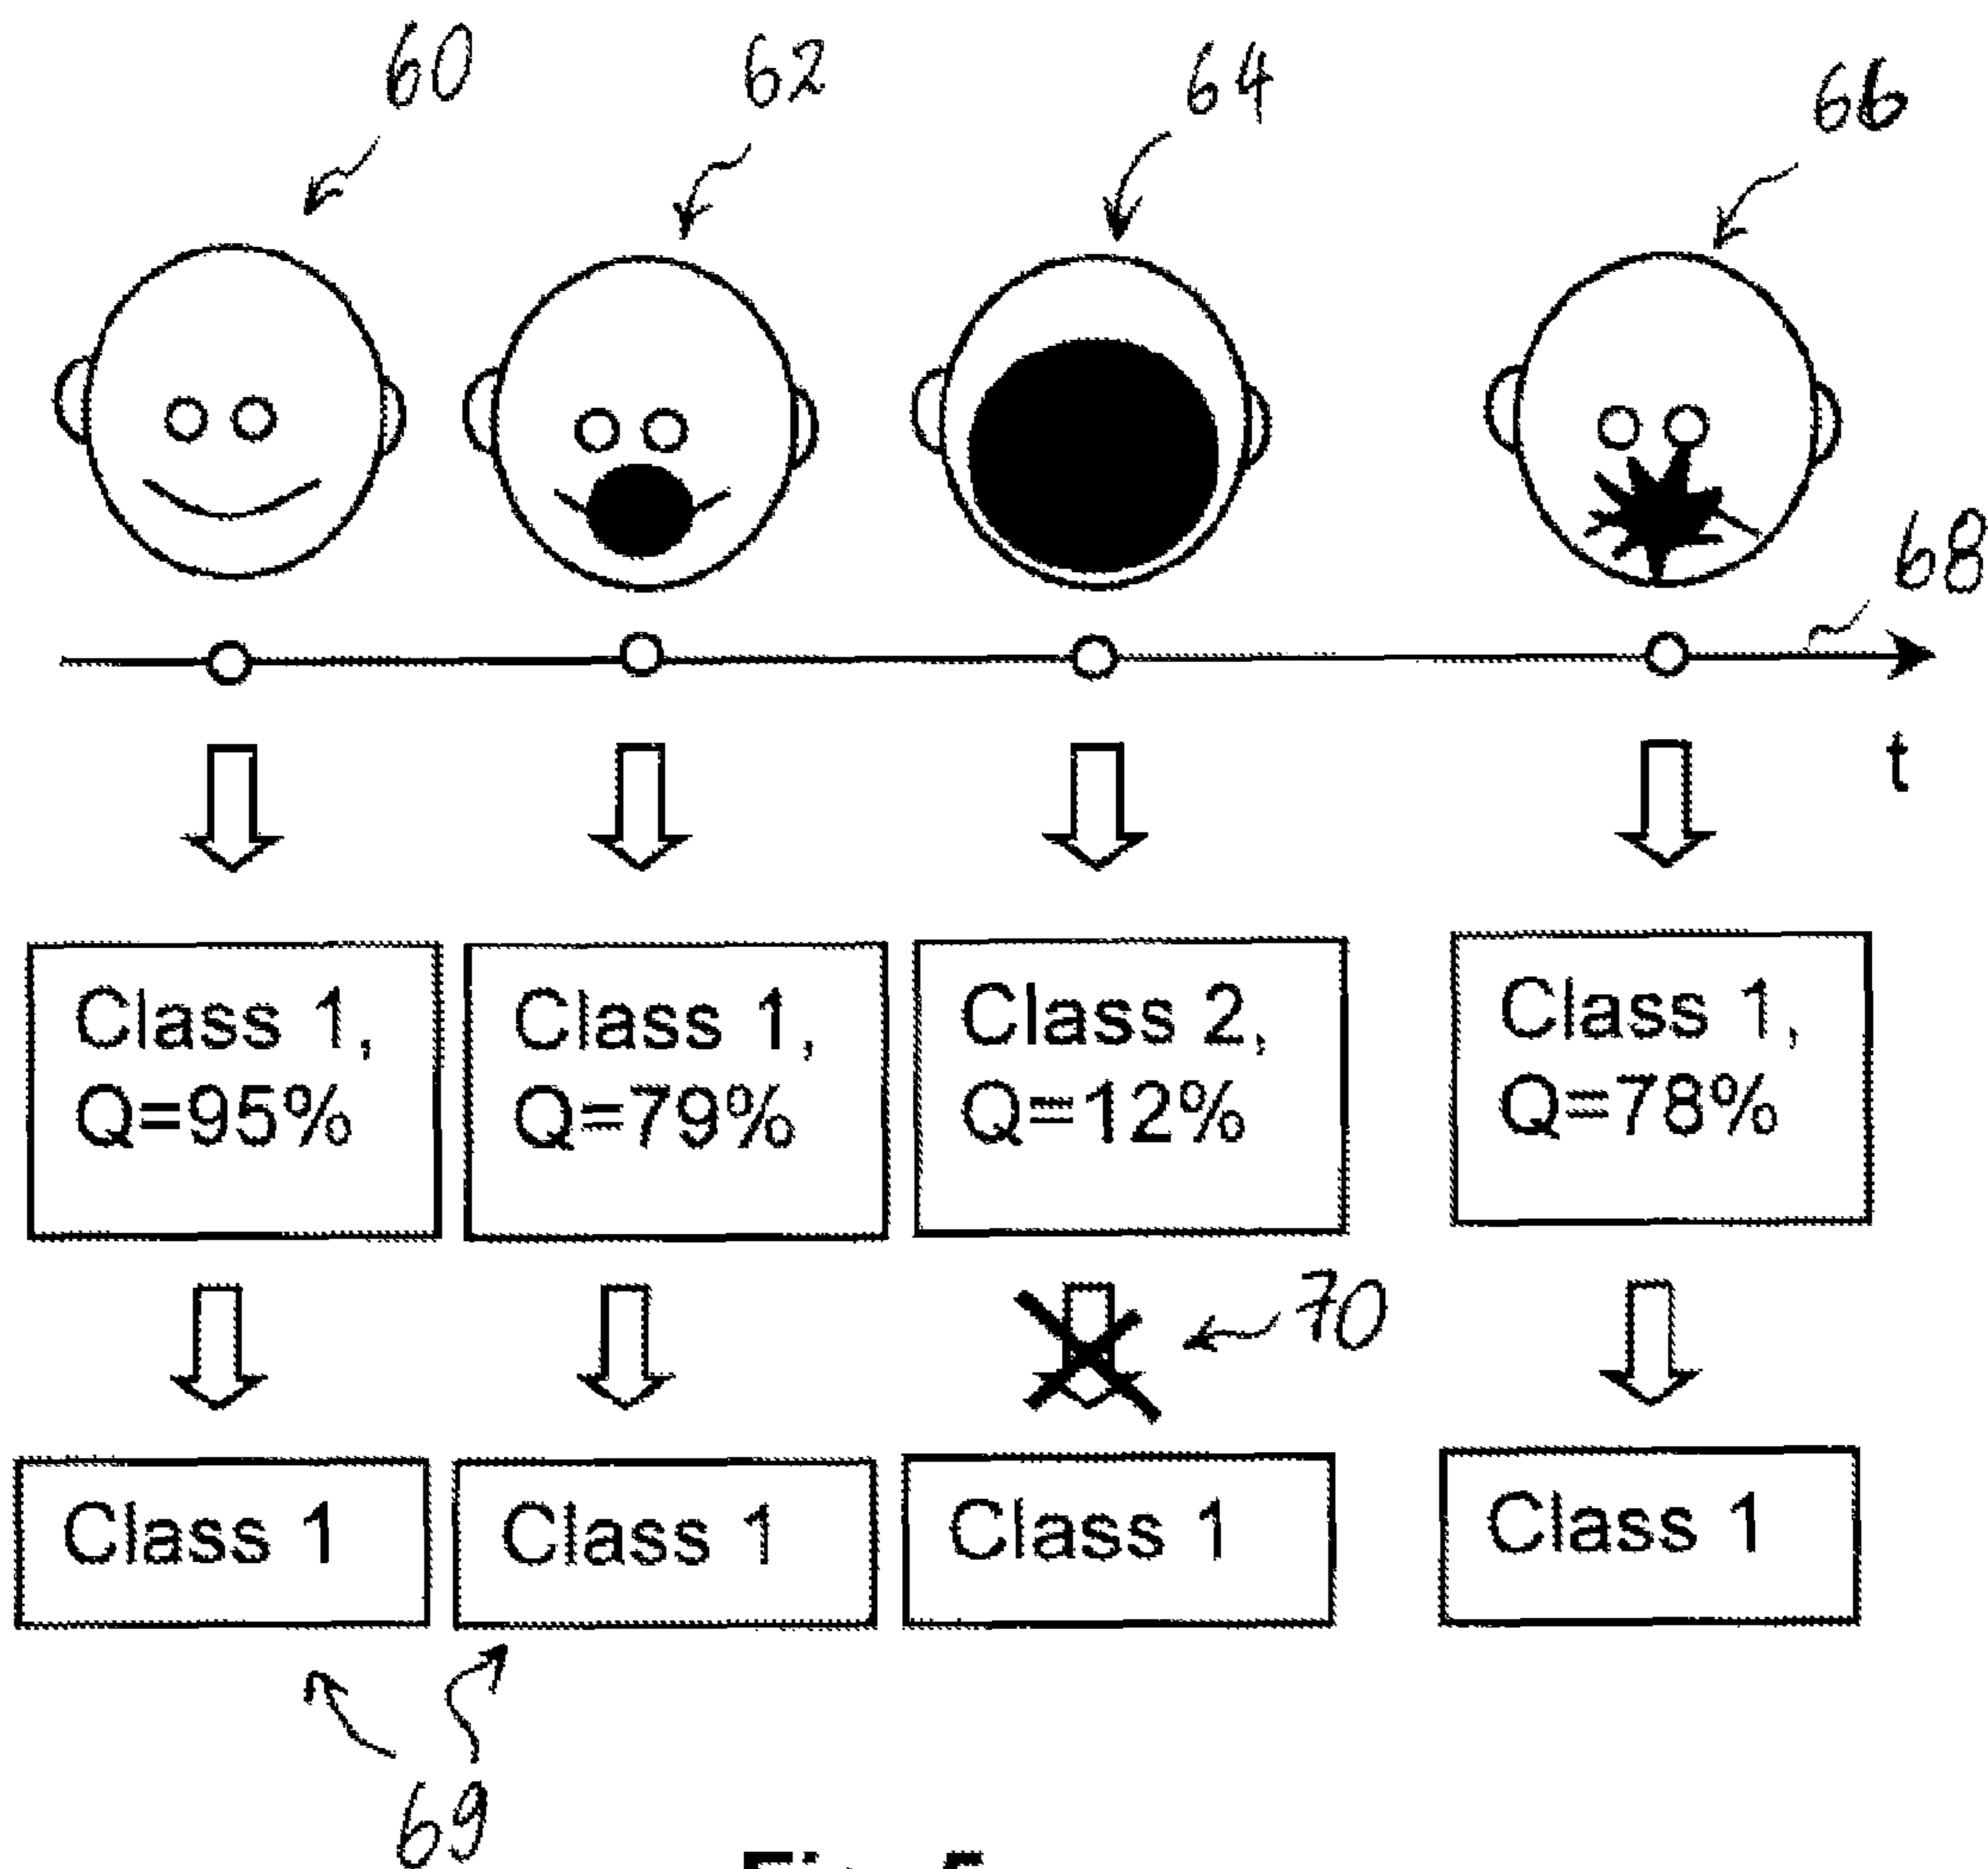 60 62 64 66
68
t
Class 1, Class 1, Class 2, Class 1,
Q=95% Q=79% Q=12% Q=78%
70
Class 1 Class 1 Class 1 Class 1
69